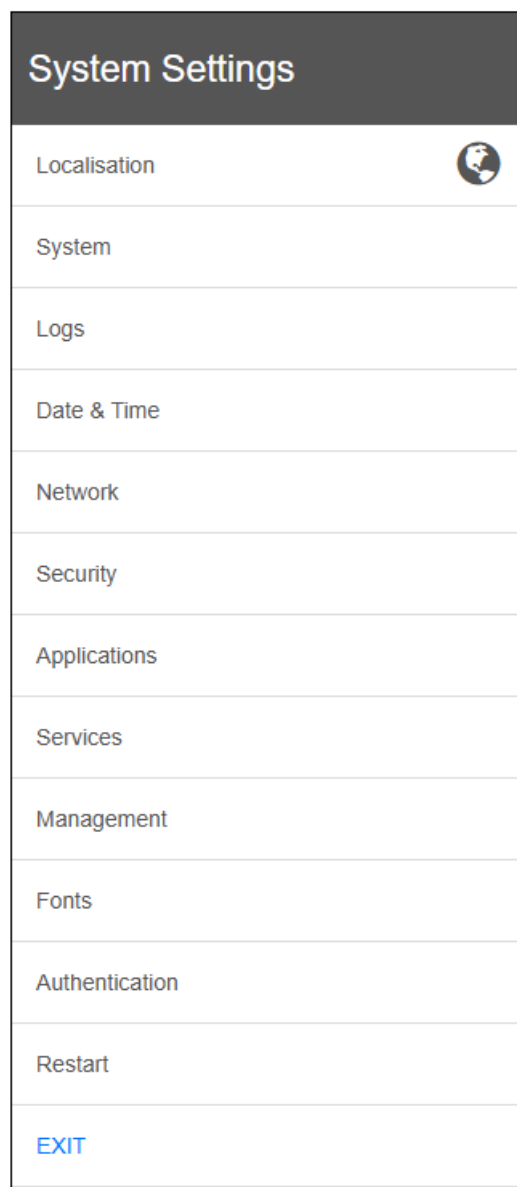 System Settings
Localisation
System
Logs
Date & Time
Network
Security
Applications
Services
Management
Fonts
Authentication
Restart
EXIT